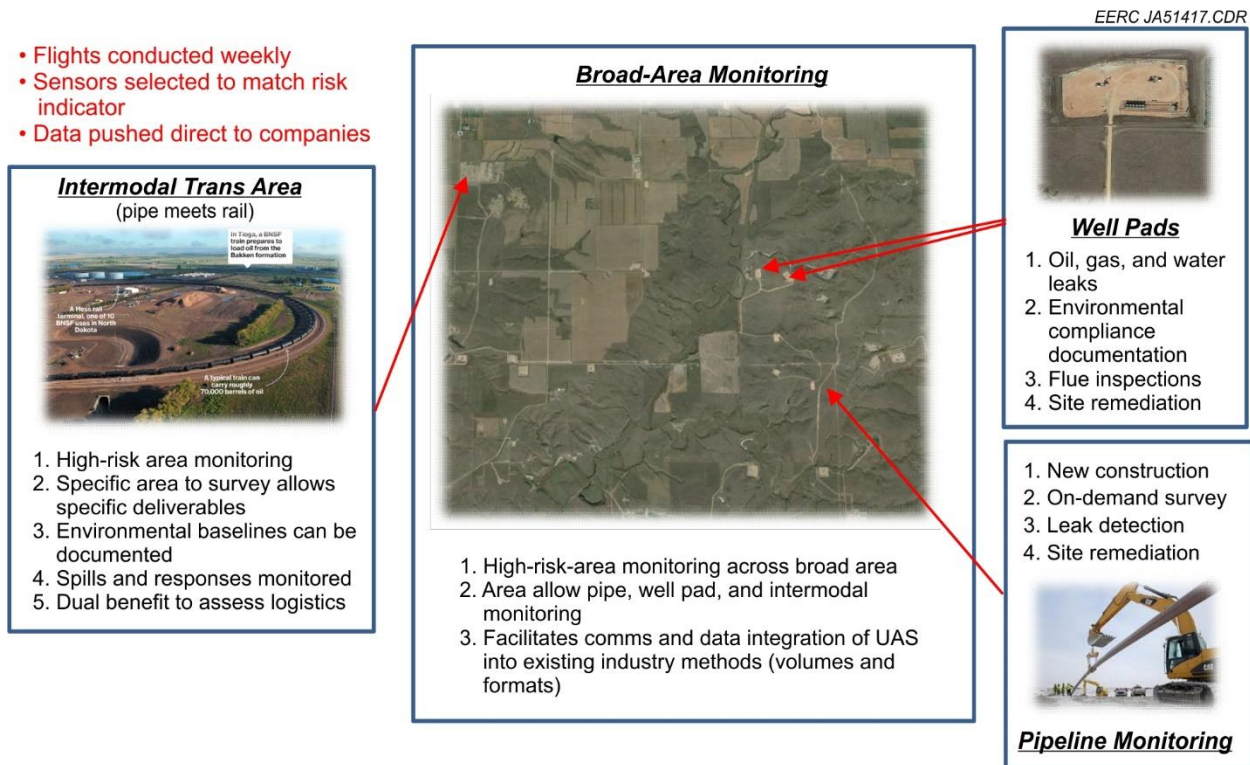 EERC JA51417.CDR
• Flights conducted weekly
• Sensors selected to match risk
indicator
• Data pushed direct to companies
Intermodal Trans Area
(pipe meets rail)
In Tioga, a BNSF
train prepares to
load oil from the
Bakken formation
A Hess rail
terminal, one of 10
BNSF uses in North
Dakota
A typical train can
carry roughly
70,000 barrels of oil
1. High-risk area monitoring
2. Specific area to survey allows
specific deliverables
3. Environmental baselines can be
documented
4. Spills and responses monitored
5. Dual benefit to assess logistics
Broad-Area Monitoring
1. High-risk-area monitoring across broad area
2. Area allow pipe, well pad, and intermodal
monitoring
3. Facilitates comms and data integration of UAS
into existing industry methods (volumes and
formats)
Well Pads
1. Oil, gas, and water
leaks
2. Environmental
compliance
documentation
3. Flue inspections
4. Site remediation
1. New construction
2. On-demand survey
3. Leak detection
4. Site remediation
CAT
Pipeline Monitoring